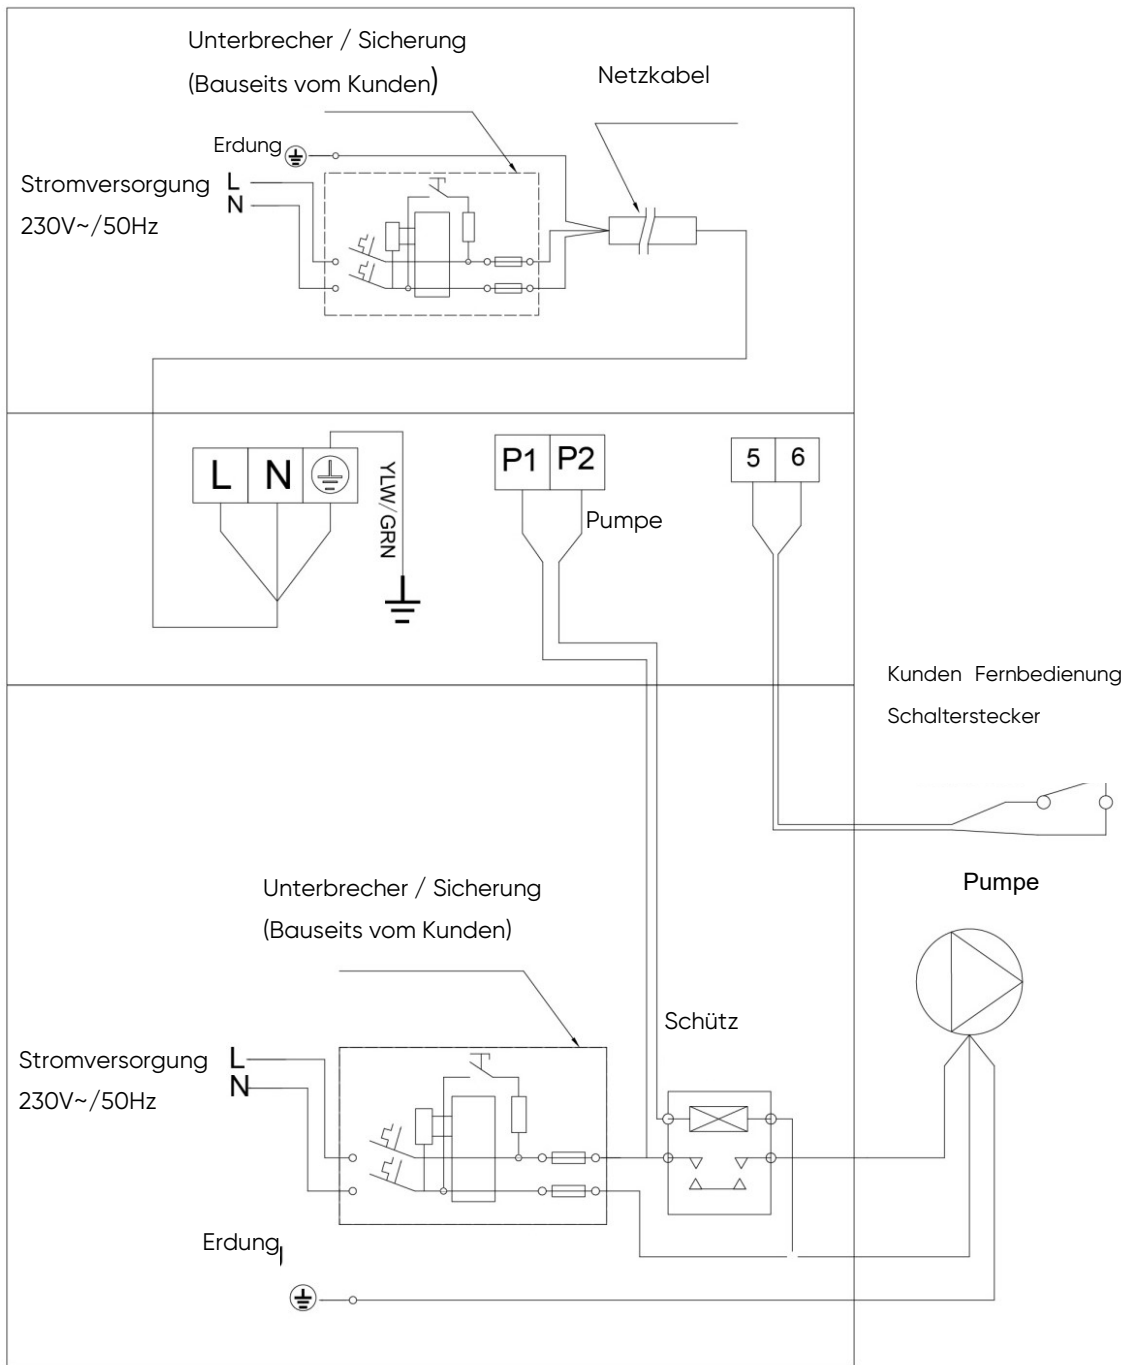 Unterbrecher / Sicherung
(Bauseits vom Kunden)
Netzkabel
Erdung
Stromversorgung L
N
230V~/50Hz
L N
YLW/GRN
P1 P2
Pumpe
5 6
Kunden Fernbedienung
Schalterstecker
Pumpe
Unterbrecher / Sicherung
(Bauseits vom Kunden)
Schütz
Stromversorgung L
N
230V~/50Hz
Erdung